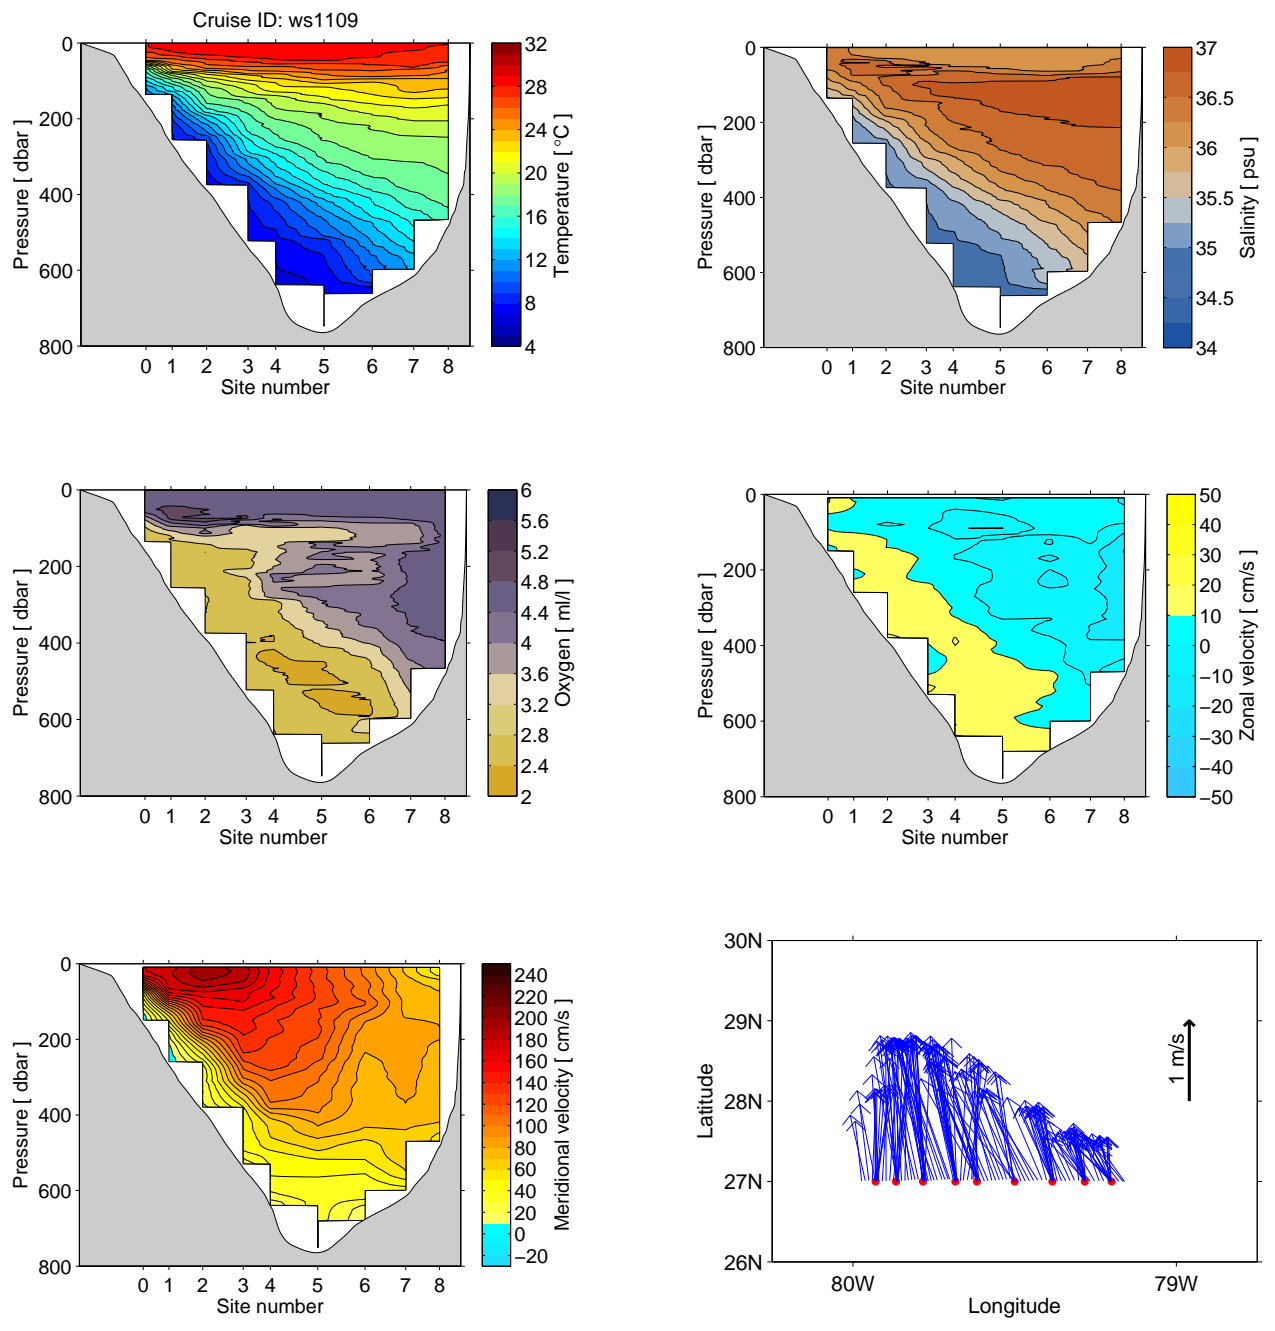 Cruise ID: ws1109
0
200
400
600
800
Pressure [ dbar ]
0 1 2 3 4 5 6 7 8
Site number
32
28
24
20
16
12
8
4
Temperature [ °C ]
0
200
400
600
800
Pressure [ dbar ]
0 1 2 3 4 5 6 7 8
Site number
37
36.5
36
35.5
35
34.5
34
Salinity [ psu ]
0
200
400
600
800
Pressure [ dbar ]
0 1 2 3 4 5 6 7 8
Site number
6
5.6
5.2
4.8
4.4
4
3.6
3.2
2.8
2.4
2
Oxygen [ ml/l ]
0
200
400
600
800
Pressure [ dbar ]
0 1 2 3 4 5 6 7 8
Site number
50
40
30
20
10
0
−10
−20
−30
−40
−50
Zonal velocity [ cm/s ]
0
200
400
600
800
Pressure [ dbar ]
0 1 2 3 4 5 6 7 8
Site number
240
220
200
180
160
140
120
100
80
60
40
20
0
−20
Meridional velocity [ cm/s ]
30N
29N
28N
27N
26N
Latitude
1 m/s
80W 79W
Longitude